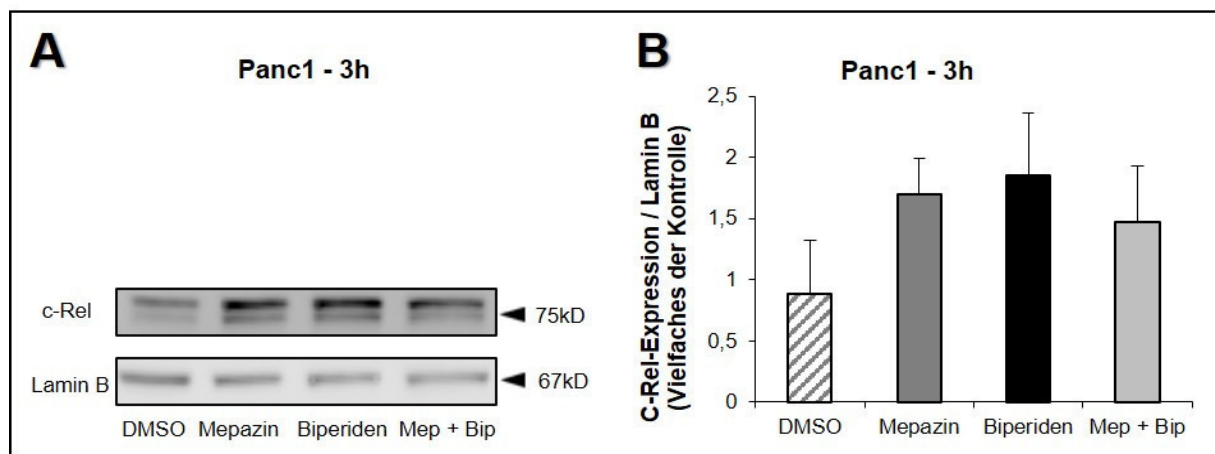 A
Panc1 - 3h
c-Rel
75kD
Lamin B
67kD
DMSO Mepazin Biperiden Mep + Bip
B
Panc1 - 3h
C-Rel-Expression / Lamin B
(Vielfaches der Kontrolle)
2,5
2
1,5
1
0,5
0
DMSO Mepazin Biperiden Mep + Bip